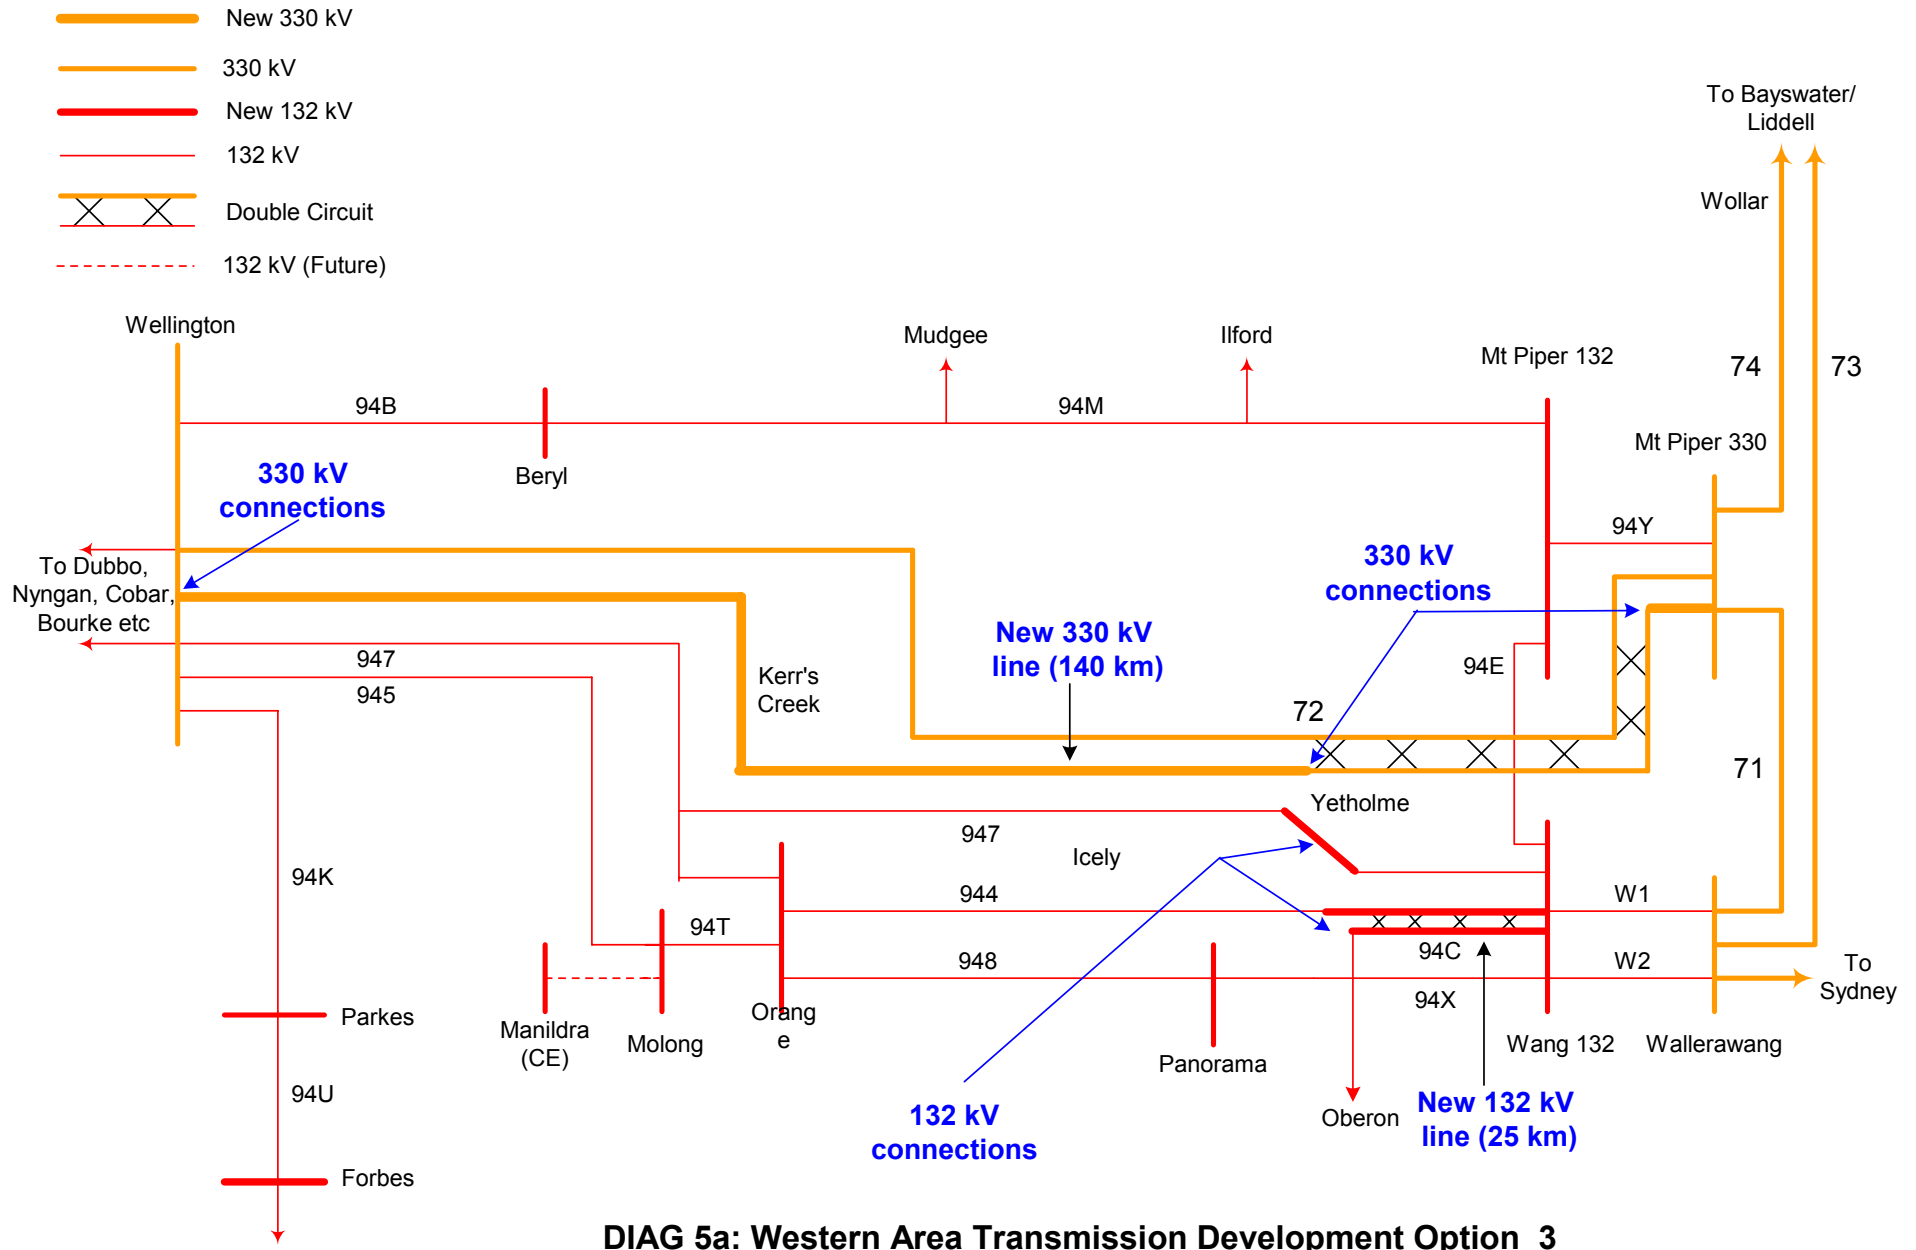 New 330 kV
330 kV
New 132 kV
132 kV
Double Circuit
132 kV (Future)
To Bayswater/
Liddell
Wollar
Wellington
Mudgee
Ilford
Mt Piper 132
74
73
94B
94M
Mt Piper 330
Beryl
330 kV
connections
94Y
To Dubbo,
Nyngan, Cobar,
Bourke etc
330 kV
connections
New 330 kV
line (140 km)
947
945
Kerr's
Creek
94E
72
71
Yetholme
947
Icely
94K
944
W1
94T
94C
948
W2
94X
To
Sydney
Parkes
Manildra
(CE)
Molong
Orang
e
Panorama
Wang 132
Wallerawang
94U
132 kV
connections
Oberon
New 132 kV
line (25 km)
Forbes
DIAG 5a: Western Area Transmission Development Option  3